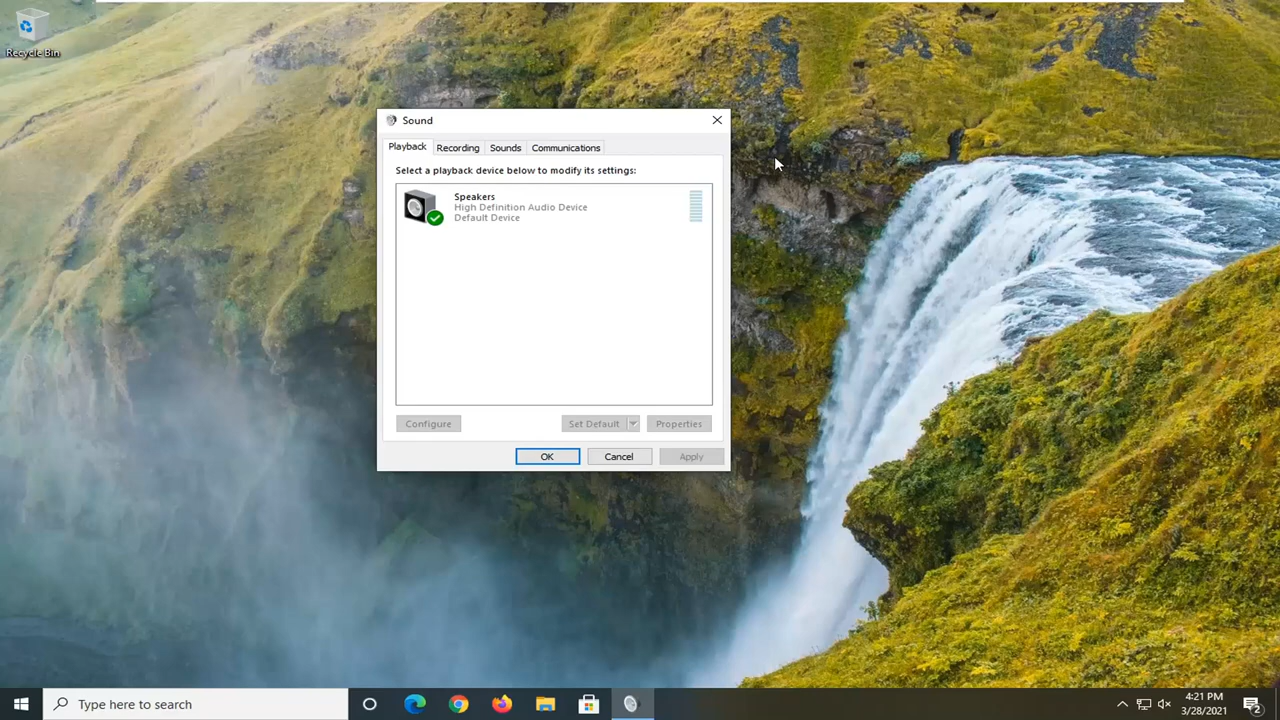 Recycle Bin
Sound
Playback Recording Sounds Communications
Select a playback device below to modify its settings:
Speakers
High Definition Audio Device
Default Device
Configure Set Default Properties
OK Cancel Apply
Type here to search
4:21 PM
3/28/2021
2